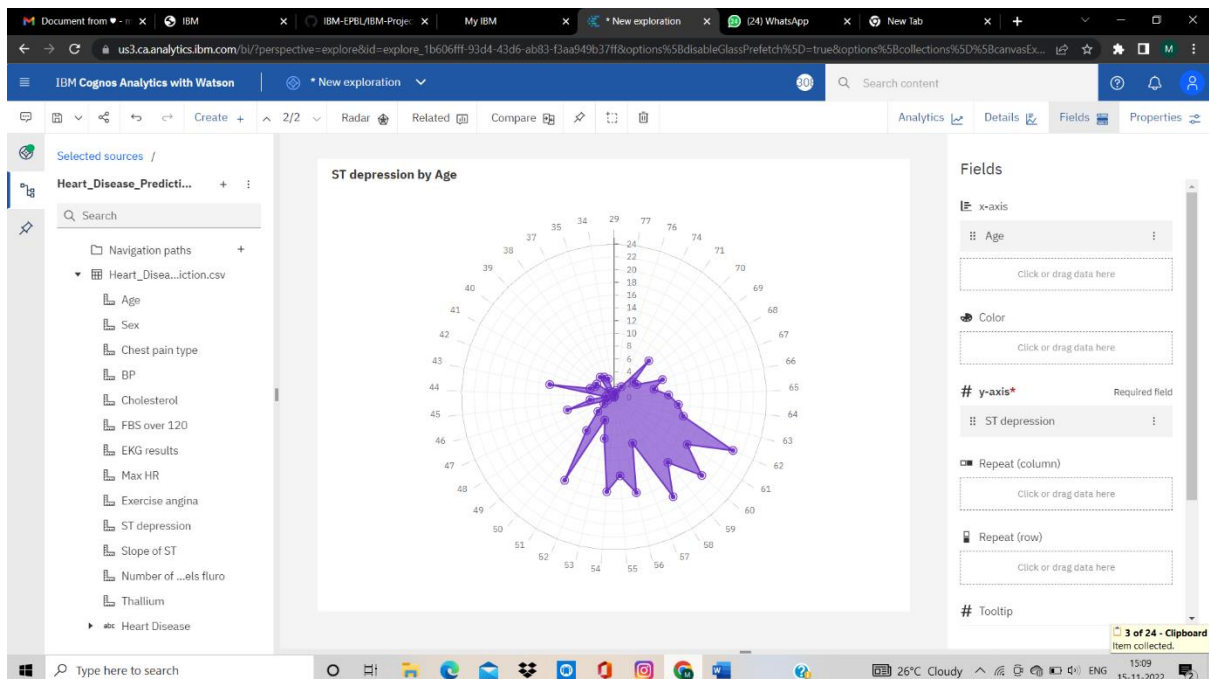 Document from ♥ - n
IBM
IBM-EPBL/IBM-Projec
My IBM
* New exploration
(24) WhatsApp
New Tab
us3.ca.analytics.ibm.com/bi/?perspective=explore&id=explore_1b606fff-93d4-43d6-ab83-f3aa949b37ff&options%5BdisableGlassPrefetch%5D=true&options%5Bcollections%5D%5BcanvasEx...
M
IBM Cognos Analytics with Watson
* New exploration
Search content
Create +
2/2
Radar
Related
Compare
Analytics
Details
Fields
Properties
Selected sources /
Heart_Disease_Predicti...
Search
Navigation paths
Heart_Disea...iction.csv
Age
Sex
Chest pain type
BP
Cholesterol
FBS over 120
EKG results
Max HR
Exercise angina
ST depression
Slope of ST
Number of ...els fluro
Thallium
abc Heart Disease
ST depression by Age
29
77
76
74
71
70
69
68
67
66
65
64
63
62
61
60
59
58
57
56
55
54
53
52
51
50
49
48
47
46
45
44
43
42
41
40
39
38
37
35
34
24
22
20
18
16
14
12
10
8
6
4
0
Fields
x-axis
Age
Click or drag data here
Color
Click or drag data here
# y-axis*
Required field
ST depression
Repeat (column)
Click or drag data here
Repeat (row)
Click or drag data here
# Tooltip
3 of 24 - Clipboard
Item collected.
Type here to search
26°C Cloudy
ENG
15:09
15-11-2022